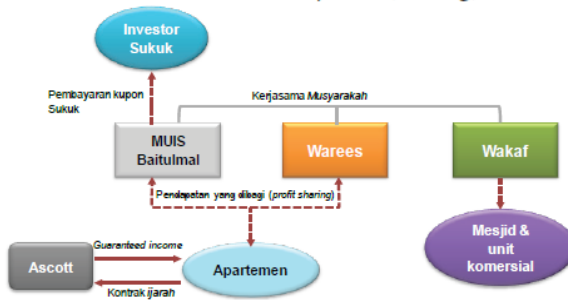 Investor
Sukuk
Pembayaran kupon
Sukuk
Kerjasama Musyarakah
MUIS
Baitulmal
Warees
Wakaf
Pendapatan yang dibagi (profit sharing)
Mesjid &
unit
komersial
Guaranteed income
Ascott
Apartemen
Kontrak ijarah